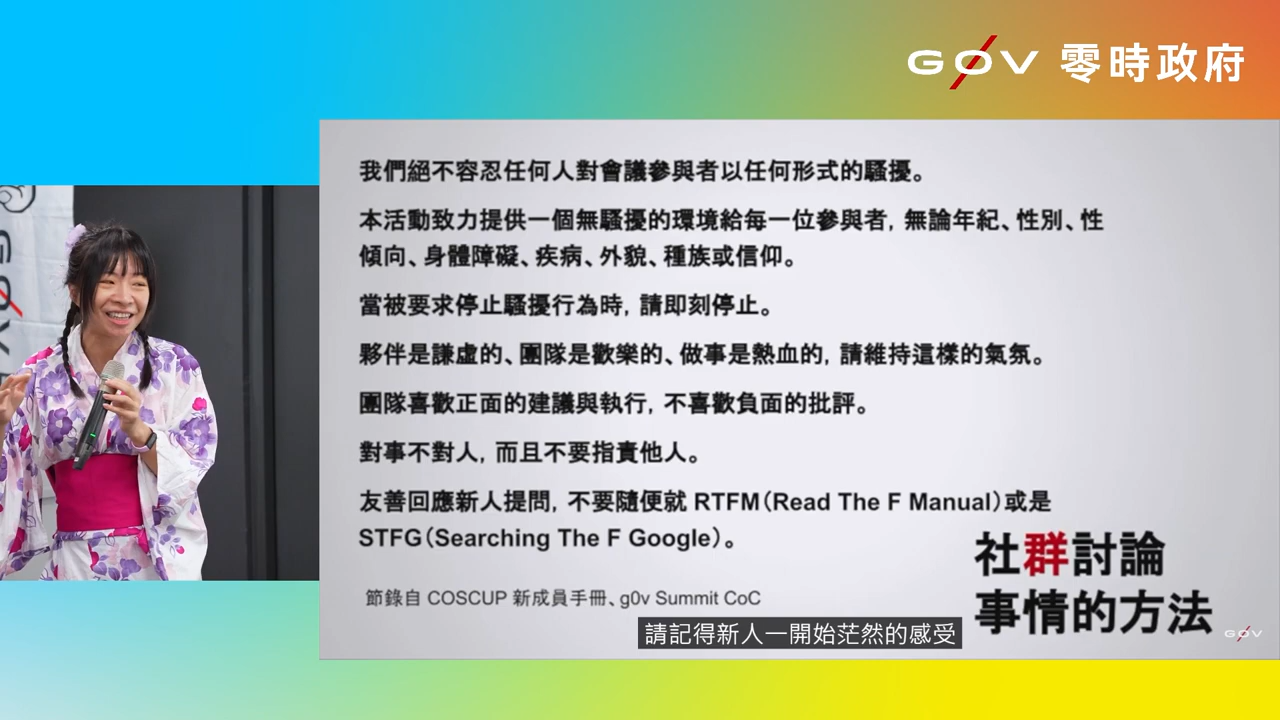 G0V 零時政府
我們絕不容忍任何人對會議參與者以任何形式的騷擾。
本活動致力提供一個無騷擾的環境給每一位參與者，無論年紀、性別、性
傾向、身體障礙、疾病、外貌、種族或信仰。
當被要求停止騷擾行為時，請即刻停止。
夥伴是謙虛的、團隊是歡樂的、做事是熱血的，請維持這樣的氣氛。
團隊喜歡正面的建議與執行，不喜歡負面的批評。
對事不對人，而且不要指責他人。
友善回應新人提問，不要隨便就 RTFM（Read The F Manual）或是
STFG（Searching The F Google）。
節錄自 COSCUP 新成員手冊、g0v Summit CoC
社群討論
事情的方法
請記得新人一開始茫然的感受
G0V
G0V